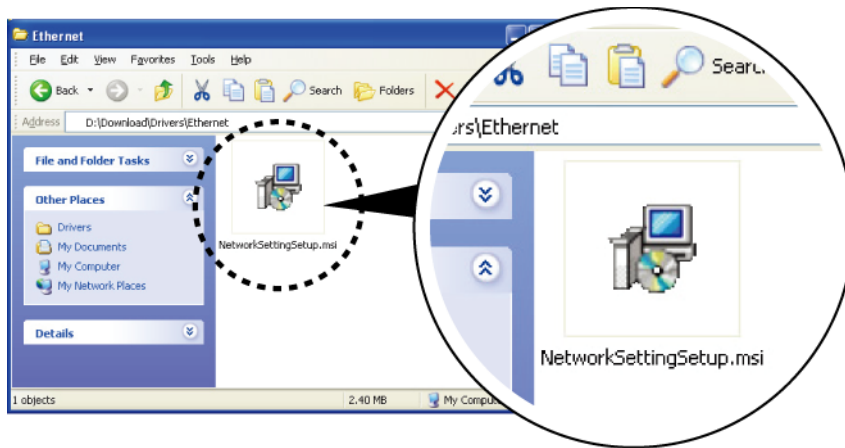 Ethernet
File Edit View Favorites Tools Help
Back Search Folders
Address D:\Download\Drivers\Ethernet
File and Folder Tasks
Other Places
Drivers
My Documents
My Computer
My Network Places
Details
NetworkSettingSetup.msi
1 objects 2.40 MB My Comput
Searc
ers\Ethernet
NetworkSettingSetup.msi